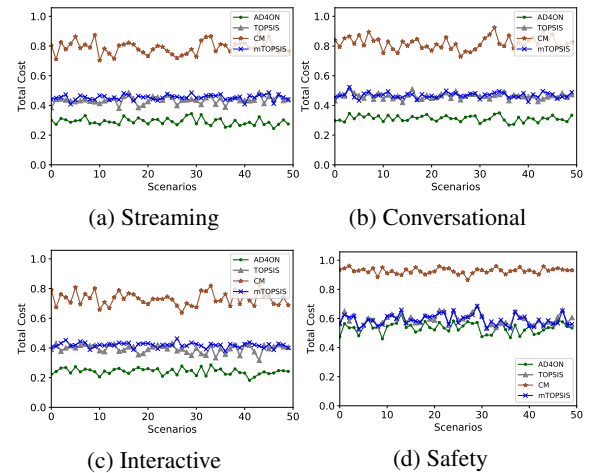 1.0
0.8
0.6
0.4
0.2
0.0
Total Cost
0 10 20 30 40 50
Scenarios
AD4ON
TOPSIS
CM
mTOPSIS
(a) Streaming
1.0
0.8
0.6
0.4
0.2
0.0
Total Cost
0 10 20 30 40 50
Scenarios
AD4ON
TOPSIS
CM
mTOPSIS
(b) Conversational
1.0
0.8
0.6
0.4
0.2
0.0
Total Cost
0 10 20 30 40 50
Scenarios
AD4ON
TOPSIS
CM
mTOPSIS
(c) Interactive
1.0
0.8
0.6
0.4
0.2
0.0
Total Cost
0 10 20 30 40 50
Scenarios
AD4ON
TOPSIS
CM
mTOPSIS
(d) Safety